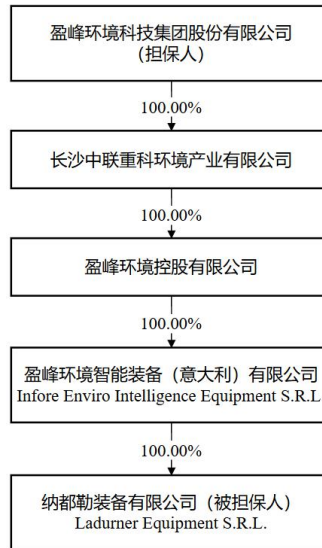 盈峰环境科技集团股份有限公司
（担保人）
100.00%
长沙中联重科环境产业有限公司
100.00%
盈峰环境控股有限公司
100.00%
盈峰环境智能装备（意大利）有限公司
Infore Enviro Intelligence Equipment S.R.L
100.00%
纳都勒装备有限公司（被担保人）
Ladurner Equipment S.R.L.